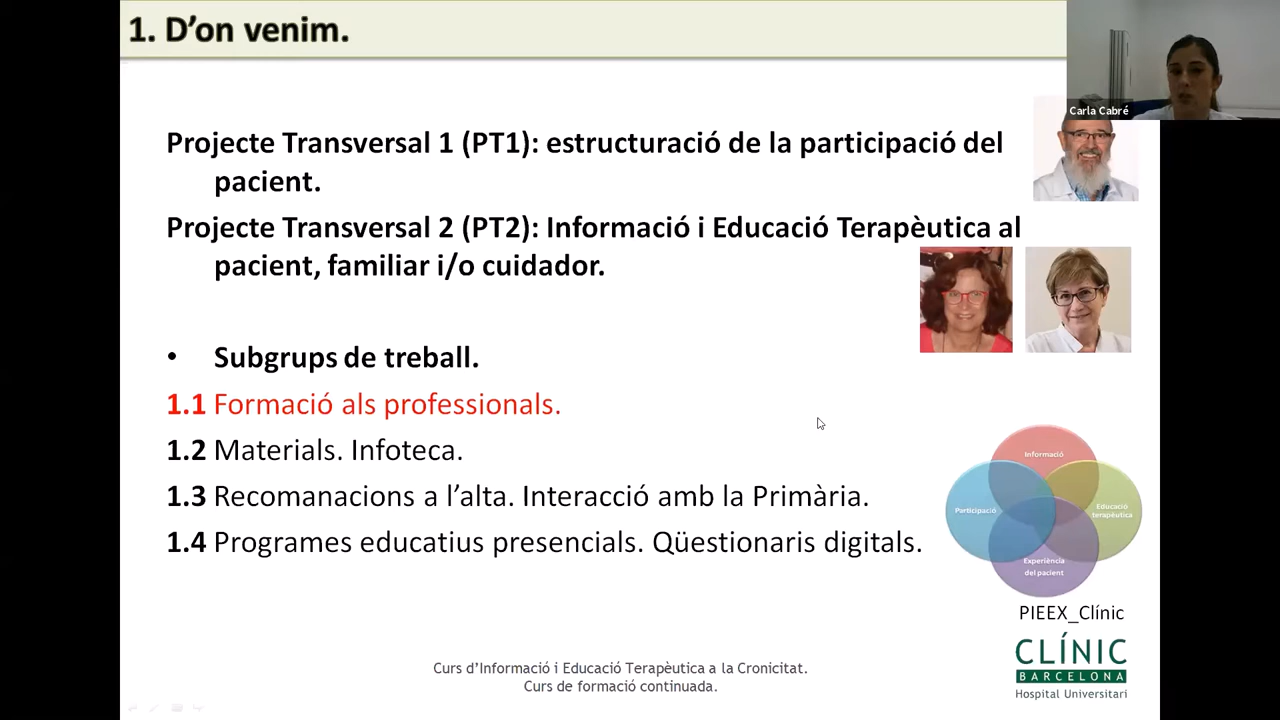 1. D’on venim.
Carla Cabré
Projecte Transversal 1 (PT1): estructuració de la participació del
pacient.
Projecte Transversal 2 (PT2): Informació i Educació Terapèutica al
pacient, familiar i/o cuidador.
• Subgrups de treball.
1.1 Formació als professionals.
1.2 Materials. Infoteca.
1.3 Recomanacions a l’alta. Interacció amb la Primària.
1.4 Programes educatius presencials. Qüestionaris digitals.
Informació
Participació
Educació
terapèutica
Experiència
del pacient
PIEEX_Clínic
CLÍNIC
BARCELONA
Hospital Universitari
Curs d’Informació i Educació Terapèutica a la Cronicitat.
Curs de formació continuada.